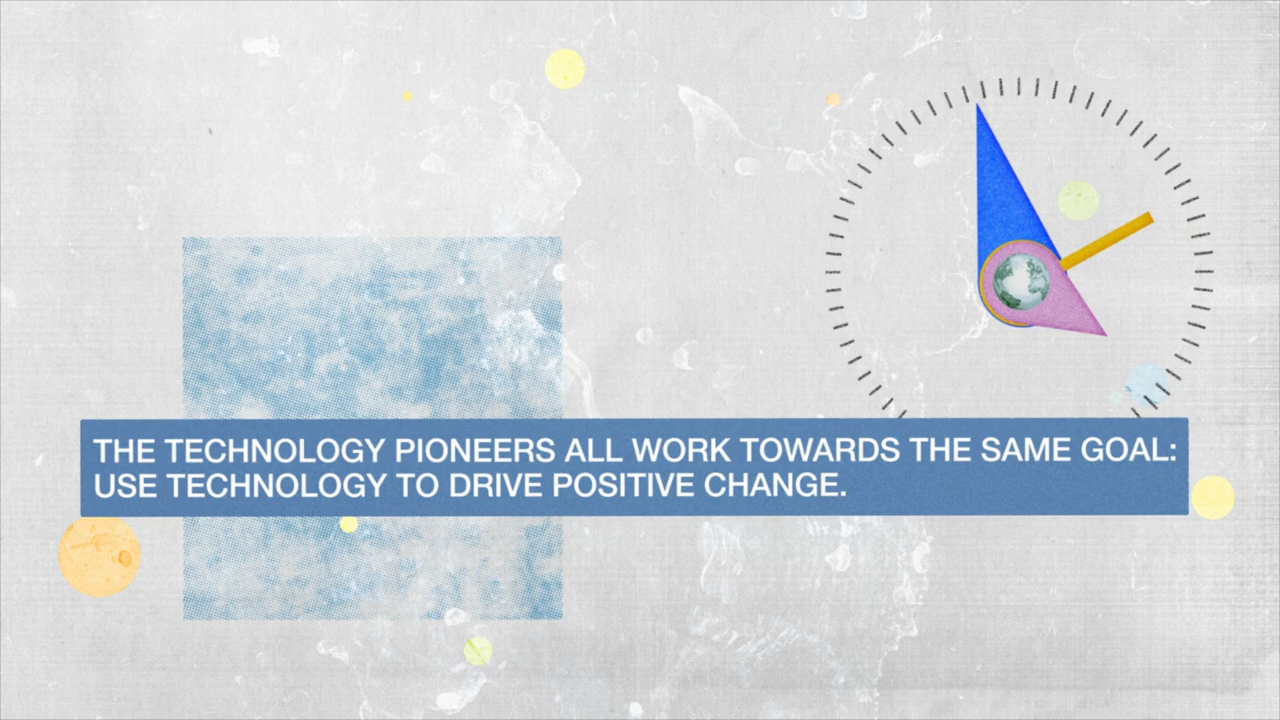 THE TECHNOLOGY PIONEERS ALL WORK TOWARDS THE SAME GOAL:
USE TECHNOLOGY TO DRIVE POSITIVE CHANGE.